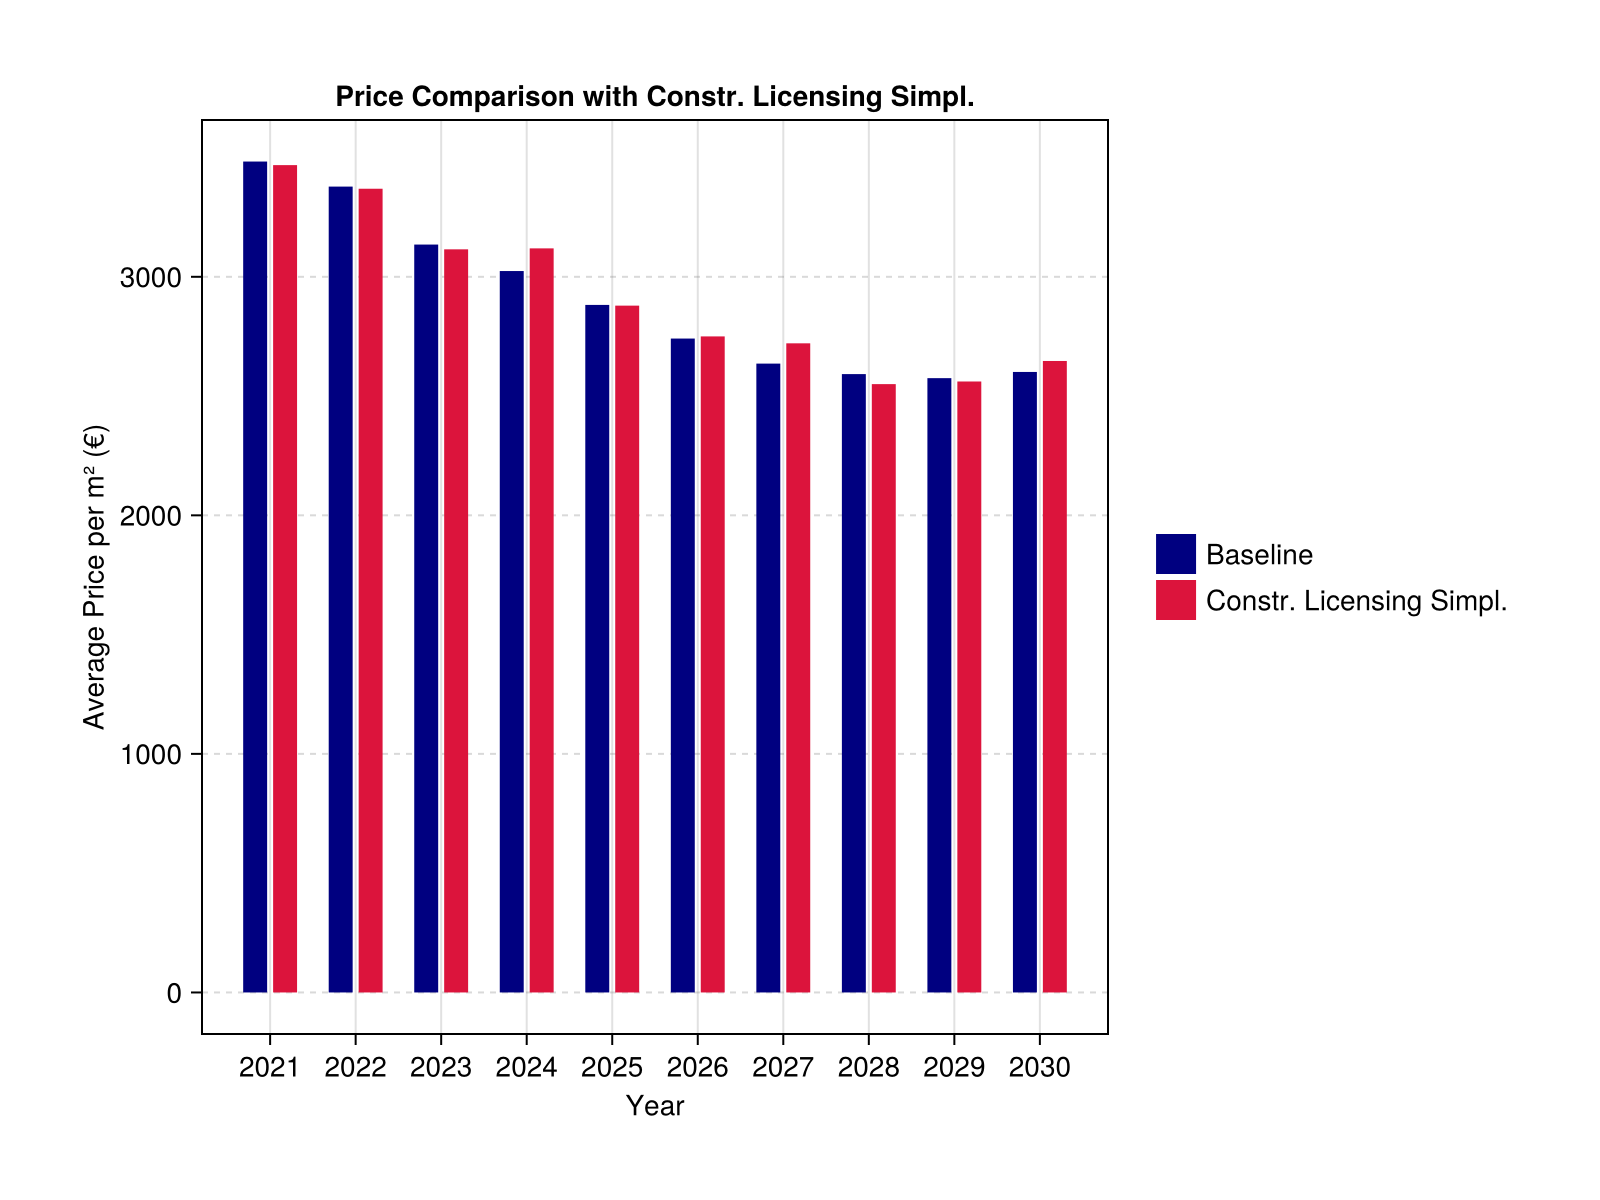 Price Comparison with Constr. Licensing Simpl.
Average Price per m² (€)
3000
2000
1000
0
2021 2022 2023 2024 2025 2026 2027 2028 2029 2030
Year
Baseline
Constr. Licensing Simpl.